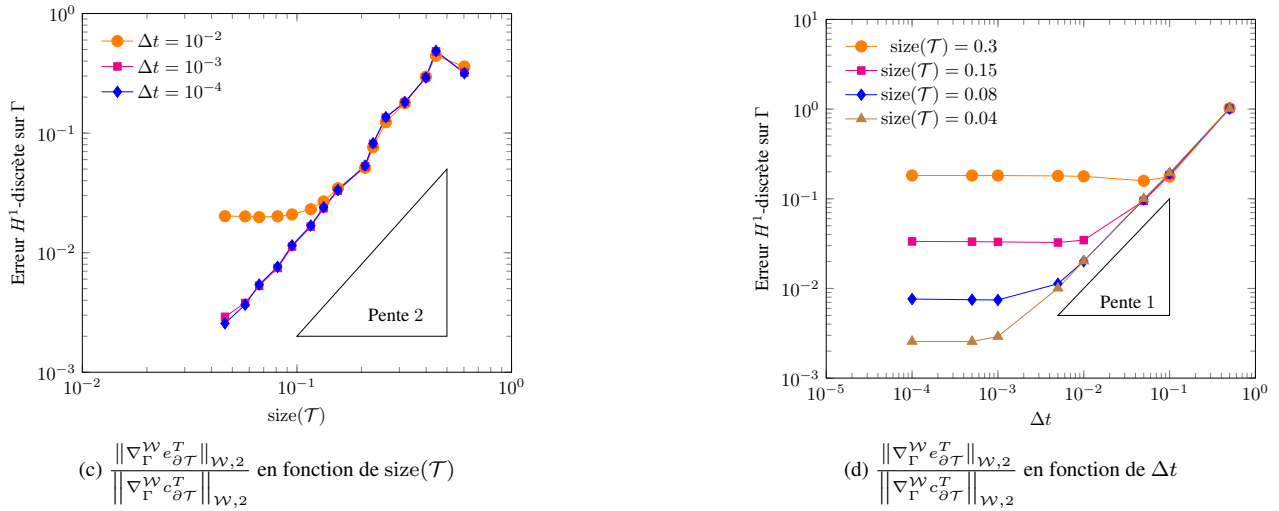 10^0
10^{-1}
10^{-2}
10^{-3}
Erreur H^1-discrète sur Γ
Δt = 10^{-2}
Δt = 10^{-3}
Δt = 10^{-4}
Pente 2
10^{-2} 10^{-1} 10^0
size(𝒯)
(c) ‖∇_Γ^𝒲 e_{∂𝒯}^T‖_{𝒲,2} / ‖∇_Γ^𝒲 c_{∂𝒯}^T‖_{𝒲,2} en fonction de size(𝒯)
10^1
10^0
10^{-1}
10^{-2}
10^{-3}
Erreur H^1-discrète sur Γ
size(𝒯) = 0.3
size(𝒯) = 0.15
size(𝒯) = 0.08
size(𝒯) = 0.04
Pente 1
10^{-5} 10^{-4} 10^{-3} 10^{-2} 10^{-1} 10^0
Δt
(d) ‖∇_Γ^𝒲 e_{∂𝒯}^T‖_{𝒲,2} / ‖∇_Γ^𝒲 c_{∂𝒯}^T‖_{𝒲,2} en fonction de Δt